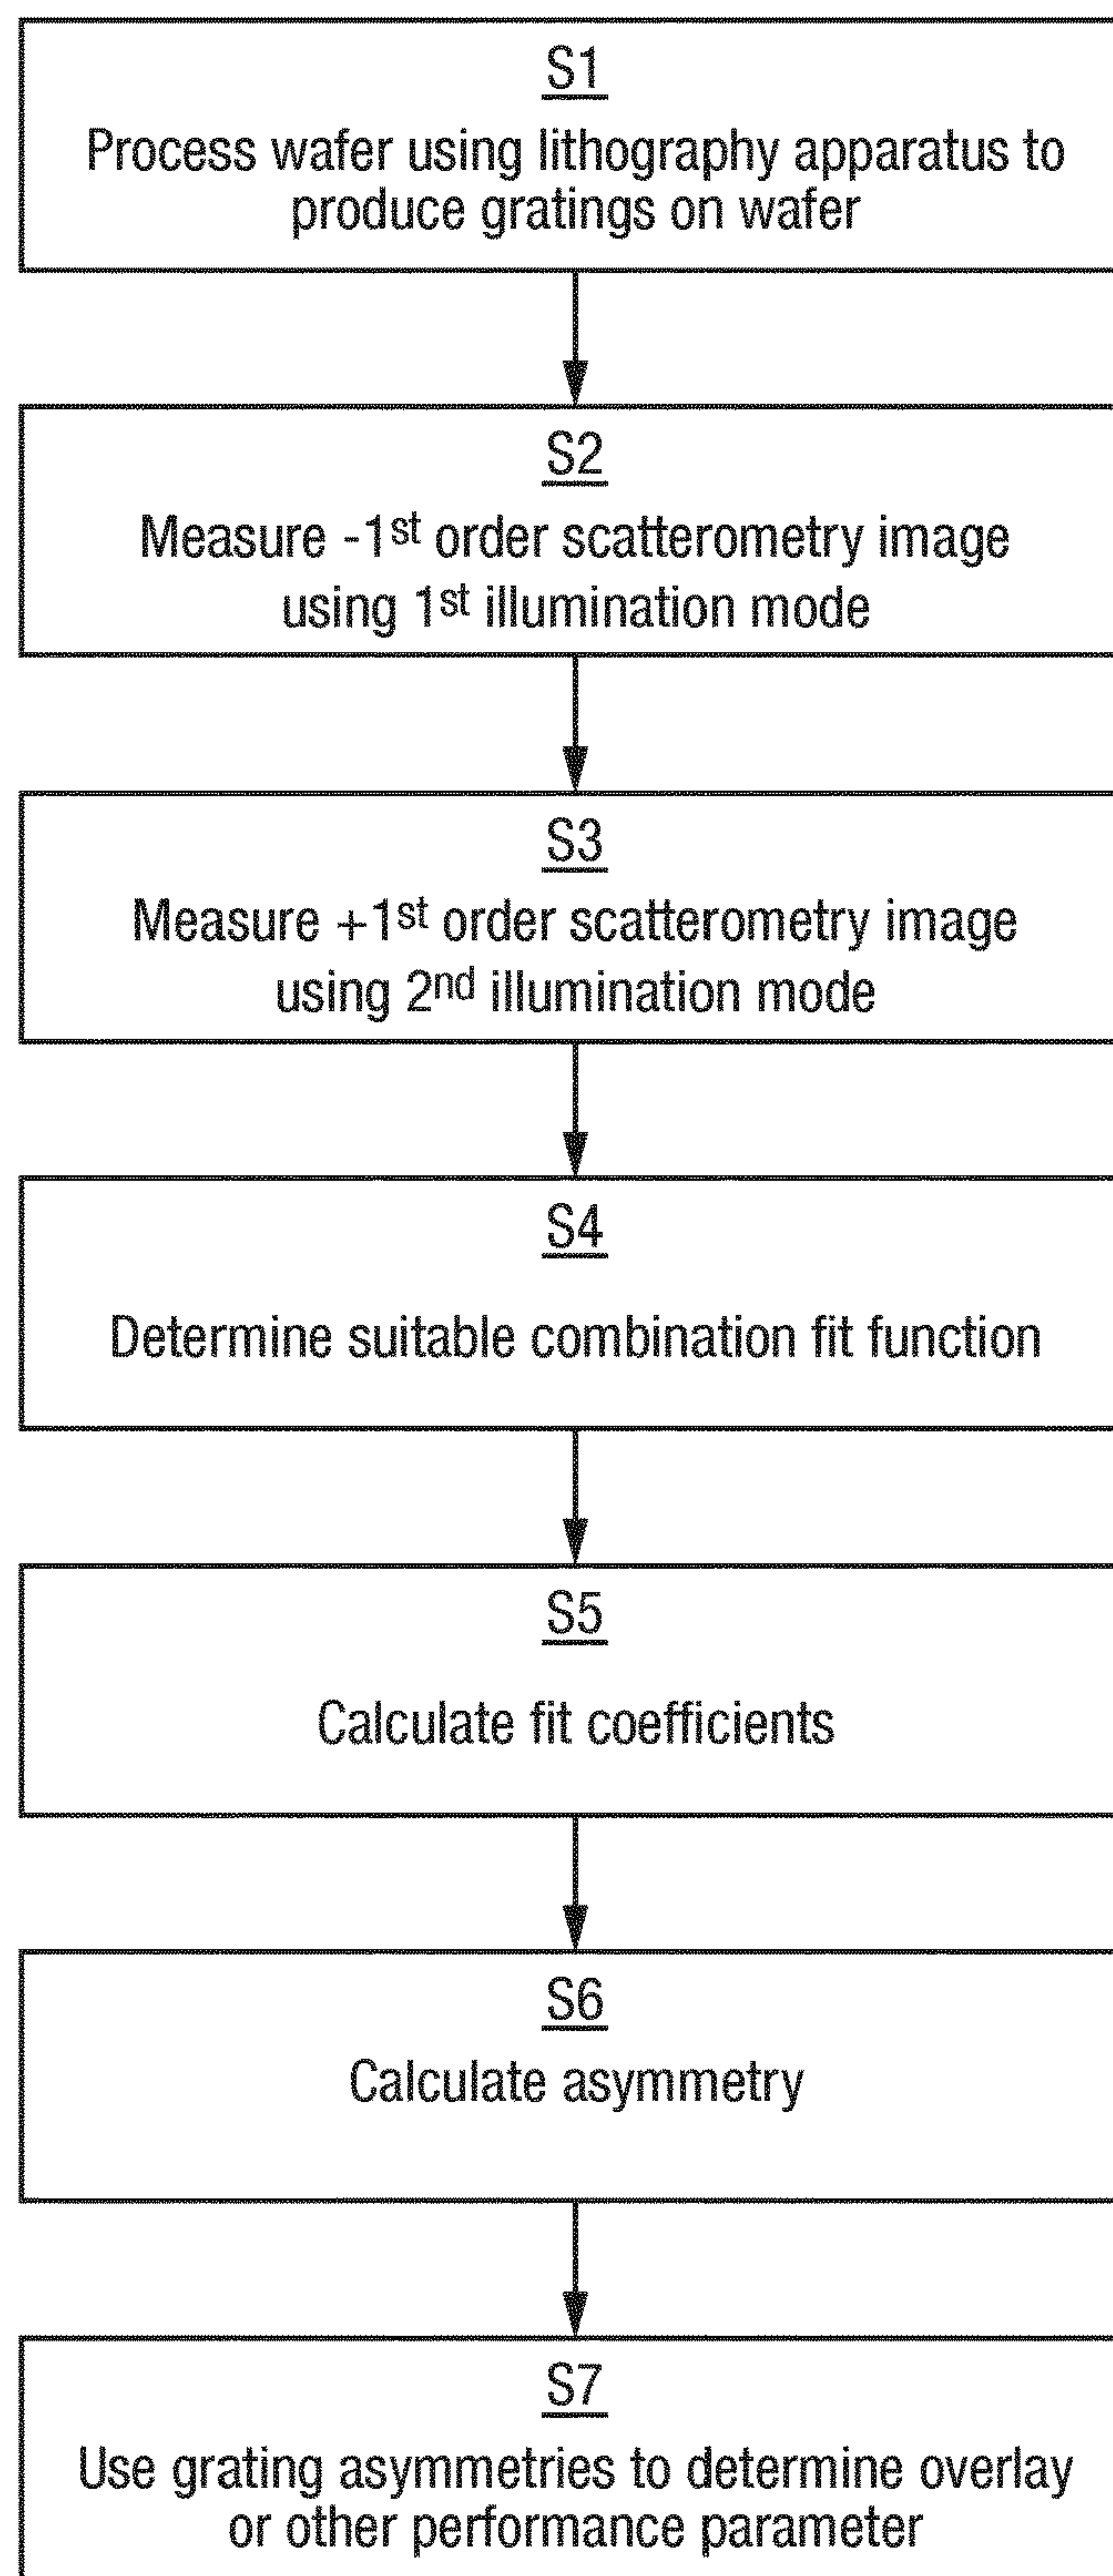 S1
Process wafer using lithography apparatus to
produce gratings on wafer
S2
Measure -1st order scatterometry image
using 1st illumination mode
S3
Measure +1st order scatterometry image
using 2nd illumination mode
S4
Determine suitable combination fit function
S5
Calculate fit coefficients
S6
Calculate asymmetry
S7
Use grating asymmetries to determine overlay
or other performance parameter